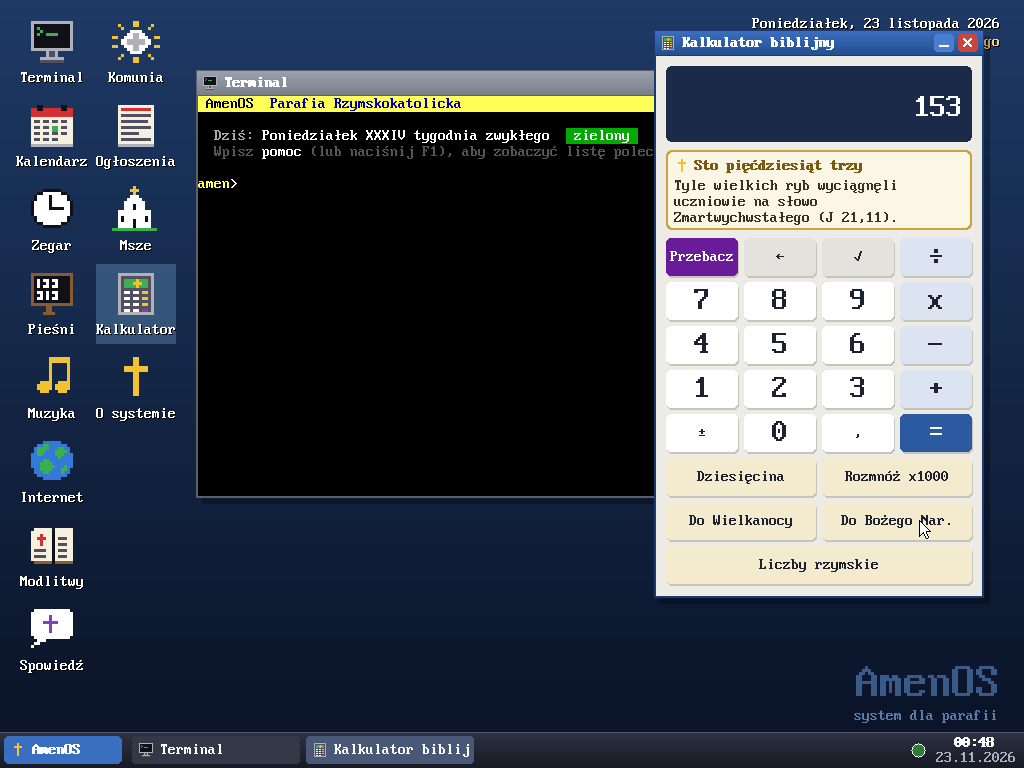 Poniedziałek, 23 listopada 2026
go
Terminal
Komunia
Kalendarz
Ogłoszenia
Zegar
Msze
Pieśni
Kalkulator
Muzyka
O systemie
Internet
Modlitwy
Spowiedź
Terminal
AmenOS Parafia Rzymskokatolicka
Dziś: Poniedziałek XXXIV tygodnia zwykłego zielony
Wpisz pomoc (lub naciśnij F1), aby zobaczyć listę polec
amen>
Kalkulator biblijny
153
Sto pięćdziesiąt trzy
Tyle wielkich ryb wyciągnęli
uczniowie na słowo
Zmartwychwstałego (J 21,11).
Przebacz ← √ ÷
7 8 9 x
4 5 6 −
1 2 3 +
± 0 , =
Dziesięcina Rozmnóż x1000
Do Wielkanocy Do Bożego Nar.
Liczby rzymskie
AmenOS
system dla parafii
AmenOS Terminal Kalkulator biblij
00:48
23.11.2026